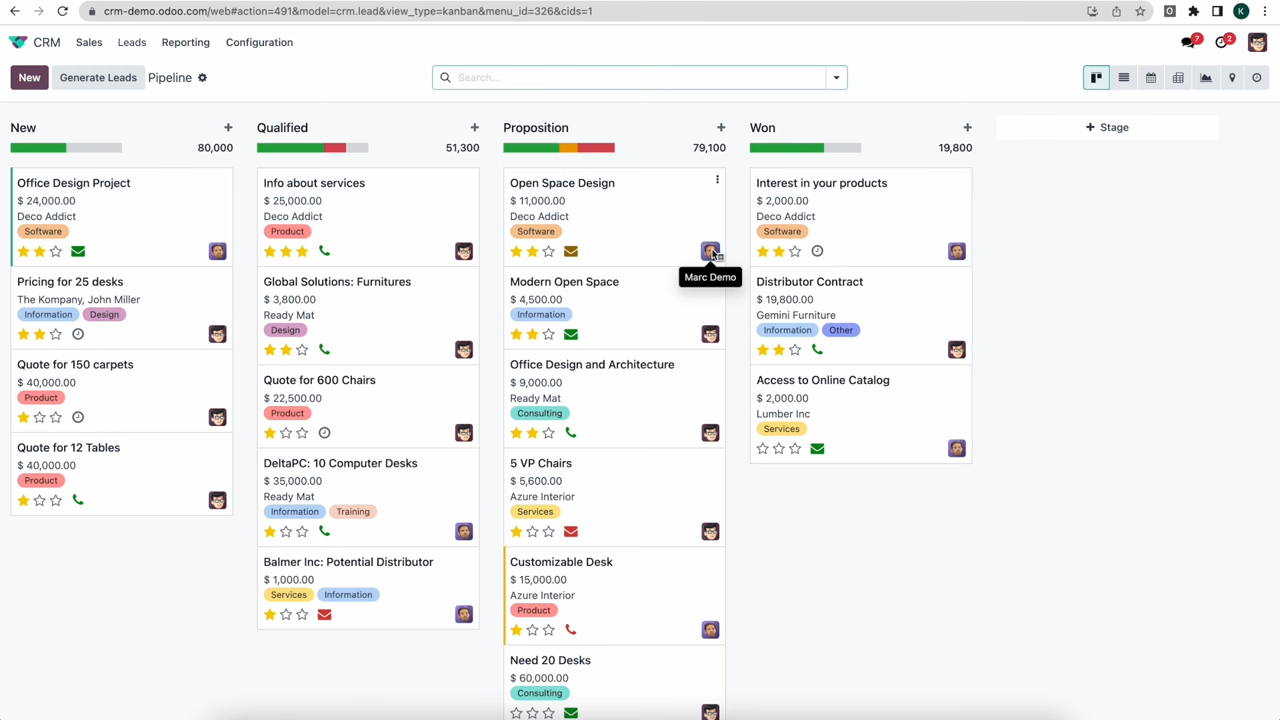 crm-demo.odoo.com/web#action=491&model=crm.lead&view_type=kanban&menu_id=326&cids=1
O
K
CRM
Sales
Leads
Reporting
Configuration
7
2
New
Generate Leads
Pipeline
Search...
New
80,000
Office Design Project
$ 24,000.00
Deco Addict
Software
Pricing for 25 desks
The Kompany, John Miller
Information Design
Quote for 150 carpets
$ 40,000.00
Product
Quote for 12 Tables
$ 40,000.00
Product
Qualified
51,300
Info about services
$ 25,000.00
Deco Addict
Product
Global Solutions: Furnitures
$ 3,800.00
Ready Mat
Design
Quote for 600 Chairs
$ 22,500.00
Product
DeltaPC: 10 Computer Desks
$ 35,000.00
Ready Mat
Information Training
Balmer Inc: Potential Distributor
$ 1,000.00
Services Information
Proposition
79,100
Open Space Design
$ 11,000.00
Deco Addict
Software
Marc Demo
Modern Open Space
$ 4,500.00
Information
Office Design and Architecture
$ 9,000.00
Ready Mat
Consulting
5 VP Chairs
$ 5,600.00
Azure Interior
Services
Customizable Desk
$ 15,000.00
Azure Interior
Product
Need 20 Desks
$ 60,000.00
Consulting
Won
19,800
Interest in your products
$ 2,000.00
Deco Addict
Software
Distributor Contract
$ 19,800.00
Gemini Furniture
Information Other
Access to Online Catalog
$ 2,000.00
Lumber Inc
Services
+ Stage